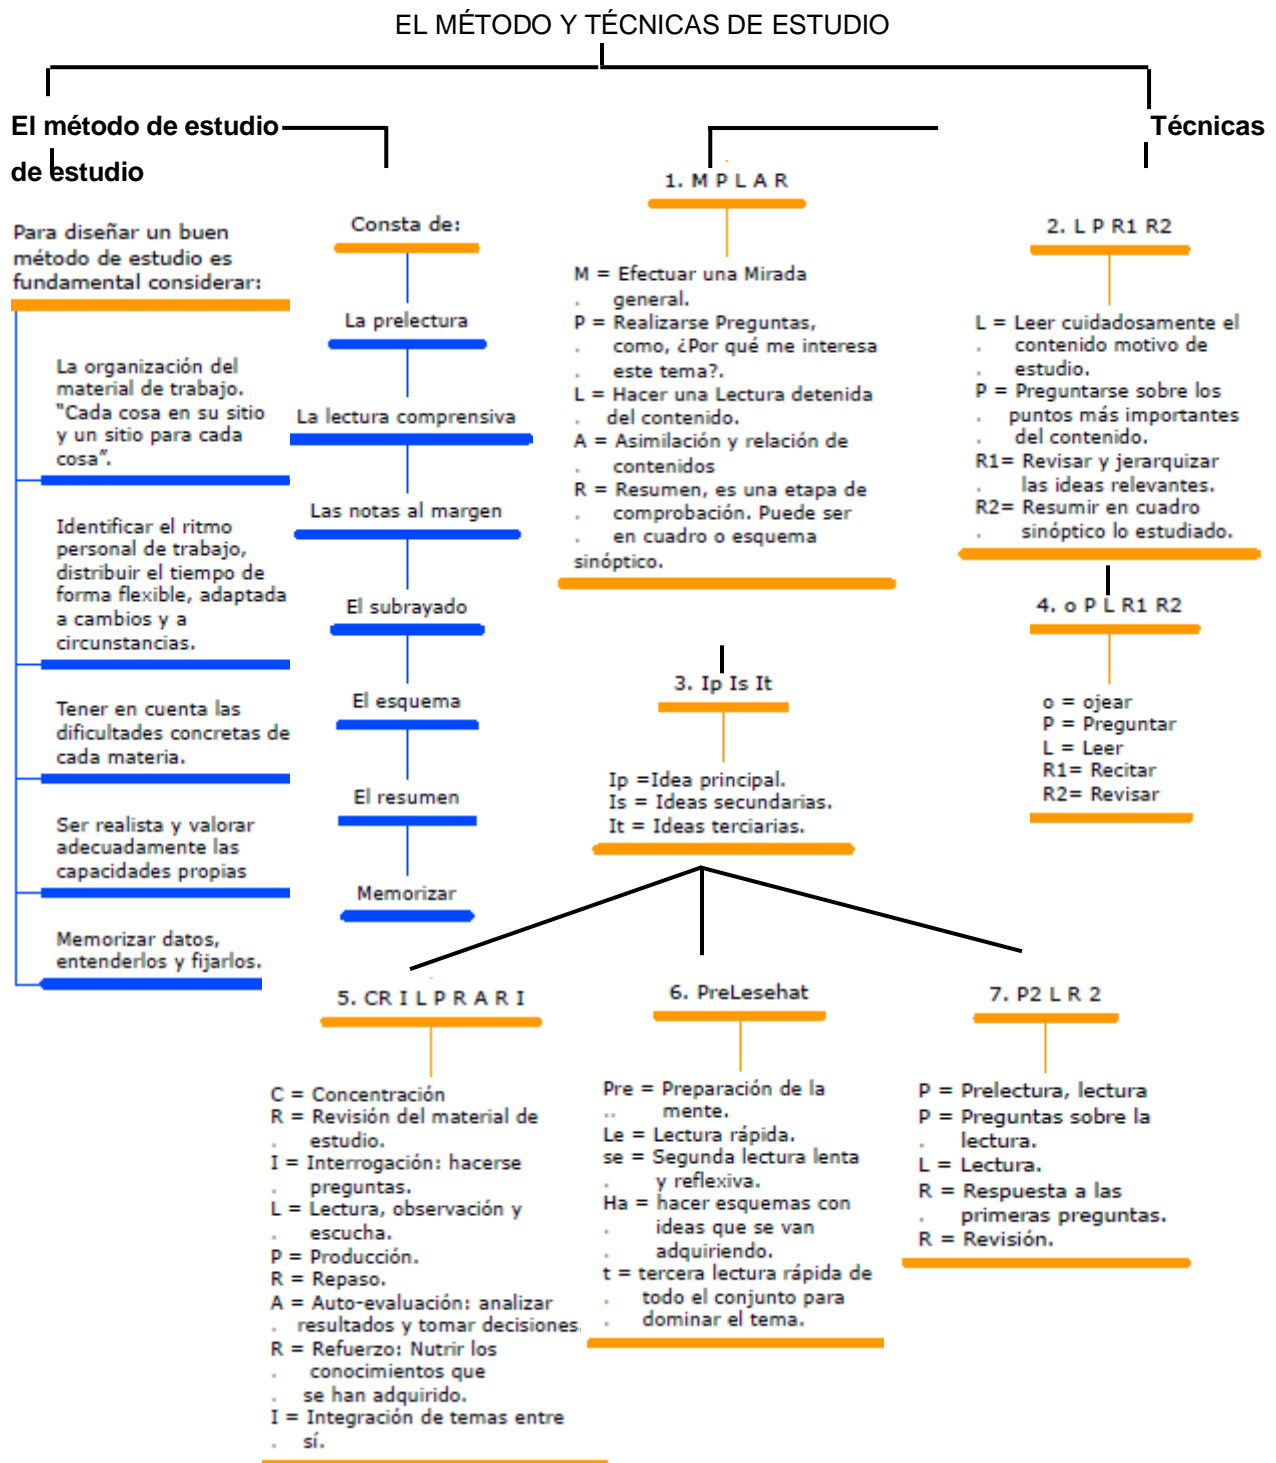 EL MÉTODO Y TÉCNICAS DE ESTUDIO
El método de estudio
Técnicas
de estudio
Para diseñar un buen
método de estudio es
fundamental considerar:
La organización del
material de trabajo.
"Cada cosa en su sitio
y un sitio para cada
cosa".
Identificar el ritmo
personal de trabajo,
distribuir el tiempo de
forma flexible, adaptada
a cambios y a
circunstancias.
Tener en cuenta las
dificultades concretas de
cada materia.
Ser realista y valorar
adecuadamente las
capacidades propias
Memorizar datos,
entenderlos y fijarlos.
Consta de:
La prelectura
La lectura comprensiva
Las notas al margen
El subrayado
El esquema
El resumen
Memorizar
1. M P L A R
M = Efectuar una Mirada
. general.
P = Realizarse Preguntas,
. como, ¿Por qué me interesa
. este tema?.
L = Hacer una Lectura detenida
. del contenido.
A = Asimilación y relación de
. contenidos
R = Resumen, es una etapa de
. comprobación. Puede ser
. en cuadro o esquema
sinóptico.
2. L P R1 R2
L = Leer cuidadosamente el
. contenido motivo de
. estudio.
P = Preguntarse sobre los
. puntos más importantes
. del contenido.
R1= Revisar y jerarquizar
. las ideas relevantes.
R2= Resumir en cuadro
. sinóptico lo estudiado.
3. Ip Is It
Ip =Idea principal.
Is = Ideas secundarias.
It = Ideas terciarias.
4. o P L R1 R2
o = ojear
P = Preguntar
L = Leer
R1= Recitar
R2= Revisar
5. CR I L P R A R I
C = Concentración
R = Revisión del material de
. estudio.
I = Interrogación: hacerse
. preguntas.
L = Lectura, observación y
. escucha.
P = Producción.
R = Repaso.
A = Auto-evaluación: analizar
. resultados y tomar decisiones.
R = Refuerzo: Nutrir los
. conocimientos que
. se han adquirido.
I = Integración de temas entre
. sí.
6. PreLesehat
Pre = Preparación de la
.. mente.
Le = Lectura rápida.
se = Segunda lectura lenta
. y reflexiva.
Ha = hacer esquemas con
. ideas que se van
. adquiriendo.
t = tercera lectura rápida de
. todo el conjunto para
. dominar el tema.
7. P2 L R 2
P = Prelectura, lectura
P = Preguntas sobre la
. lectura.
L = Lectura.
R = Respuesta a las
. primeras preguntas.
R = Revisión.